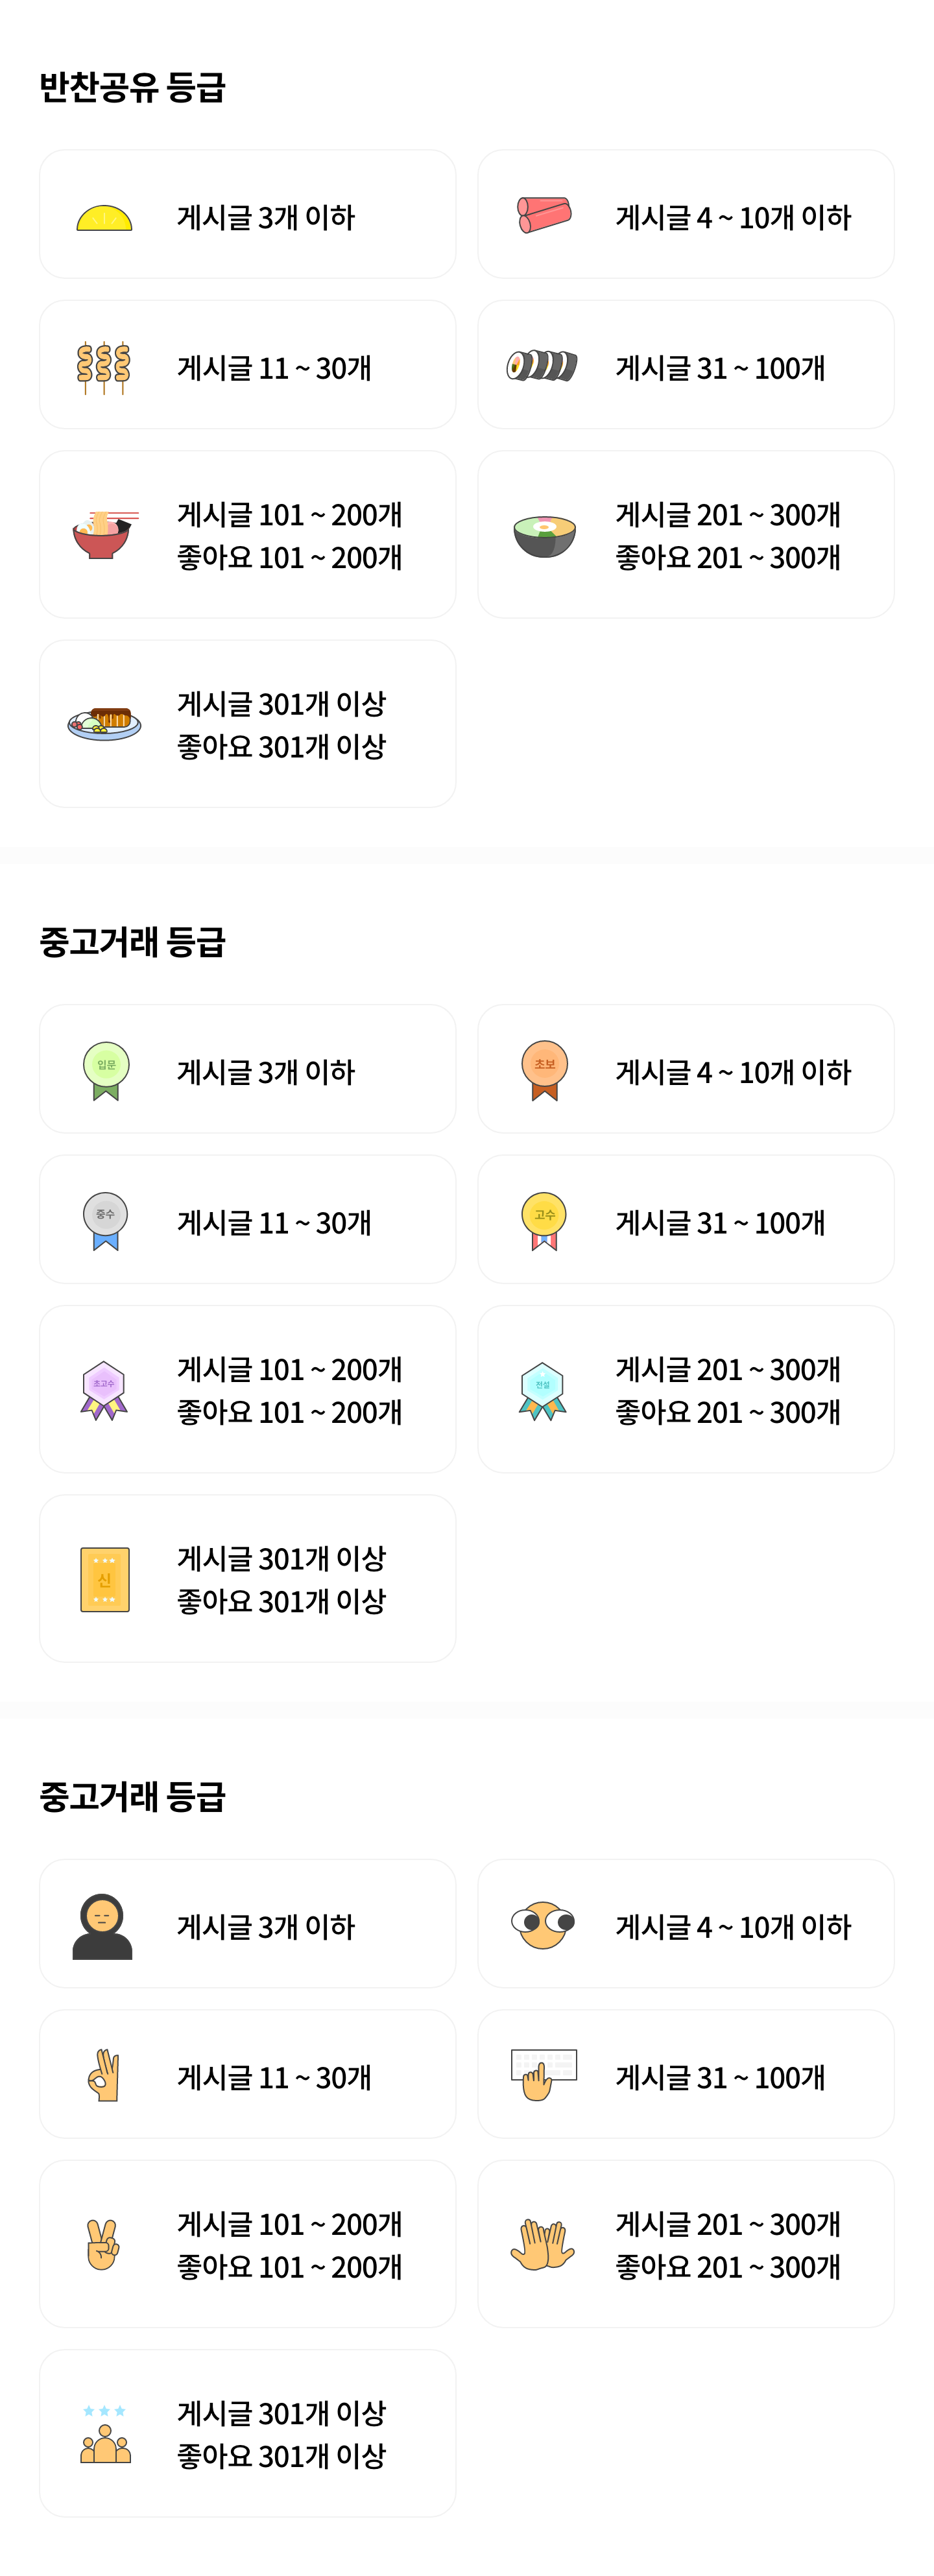 반찬공유 등급
게시글 3개 이하
게시글 4 ~ 10개 이하
게시글 11 ~ 30개
게시글 31 ~ 100개
게시글 101 ~ 200개
좋아요 101 ~ 200개
게시글 201 ~ 300개
좋아요 201 ~ 300개
게시글 301개 이상
좋아요 301개 이상
중고거래 등급
입문
게시글 3개 이하
초보
게시글 4 ~ 10개 이하
중수
게시글 11 ~ 30개
고수
게시글 31 ~ 100개
초고수
게시글 101 ~ 200개
좋아요 101 ~ 200개
전설
게시글 201 ~ 300개
좋아요 201 ~ 300개
신
게시글 301개 이상
좋아요 301개 이상
중고거래 등급
게시글 3개 이하
게시글 4 ~ 10개 이하
게시글 11 ~ 30개
게시글 31 ~ 100개
게시글 101 ~ 200개
좋아요 101 ~ 200개
게시글 201 ~ 300개
좋아요 201 ~ 300개
게시글 301개 이상
좋아요 301개 이상